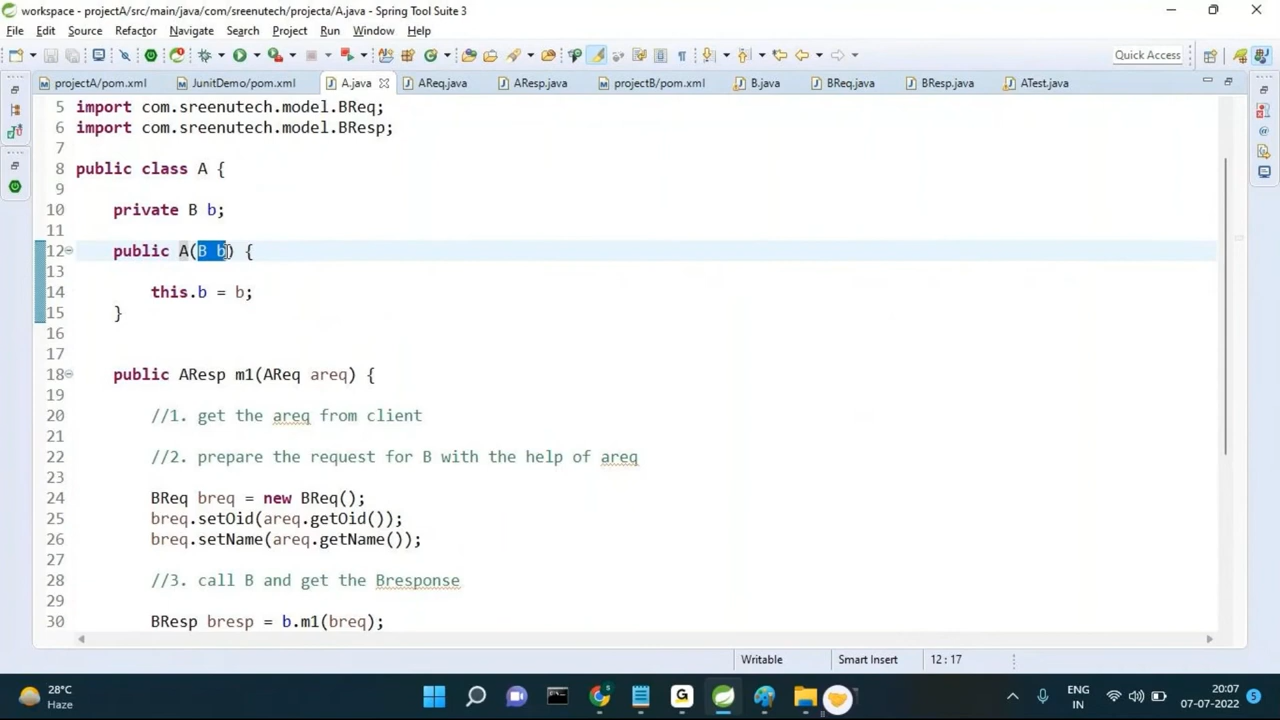 workspace - projectA/src/main/java/com/sreenutech/projecta/A.java - Spring Tool Suite 3
File Edit Source Refactor Navigate Search Project Run Window Help
Quick Access
projectA/pom.xml JunitDemo/pom.xml A.java AReq.java AResp.java projectB/pom.xml B.java BReq.java BResp.java ATest.java
5 import com.sreenutech.model.BReq;
6 import com.sreenutech.model.BResp;
7
8 public class A {
9
10 private B b;
11
12 public A(B b) {
13
14 this.b = b;
15 }
16
17
18 public AResp m1(AReq areq) {
19
20 //1. get the areq from client
21
22 //2. prepare the request for B with the help of areq
23
24 BReq breq = new BReq();
25 breq.setOid(areq.getOid());
26 breq.setName(areq.getName());
27
28 //3. call B and get the Bresponse
29
30 BResp bresp = b.m1(breq);
Writable Smart Insert 12 : 17
28°C
Haze
ENG
IN
20:07
07-07-2022
5